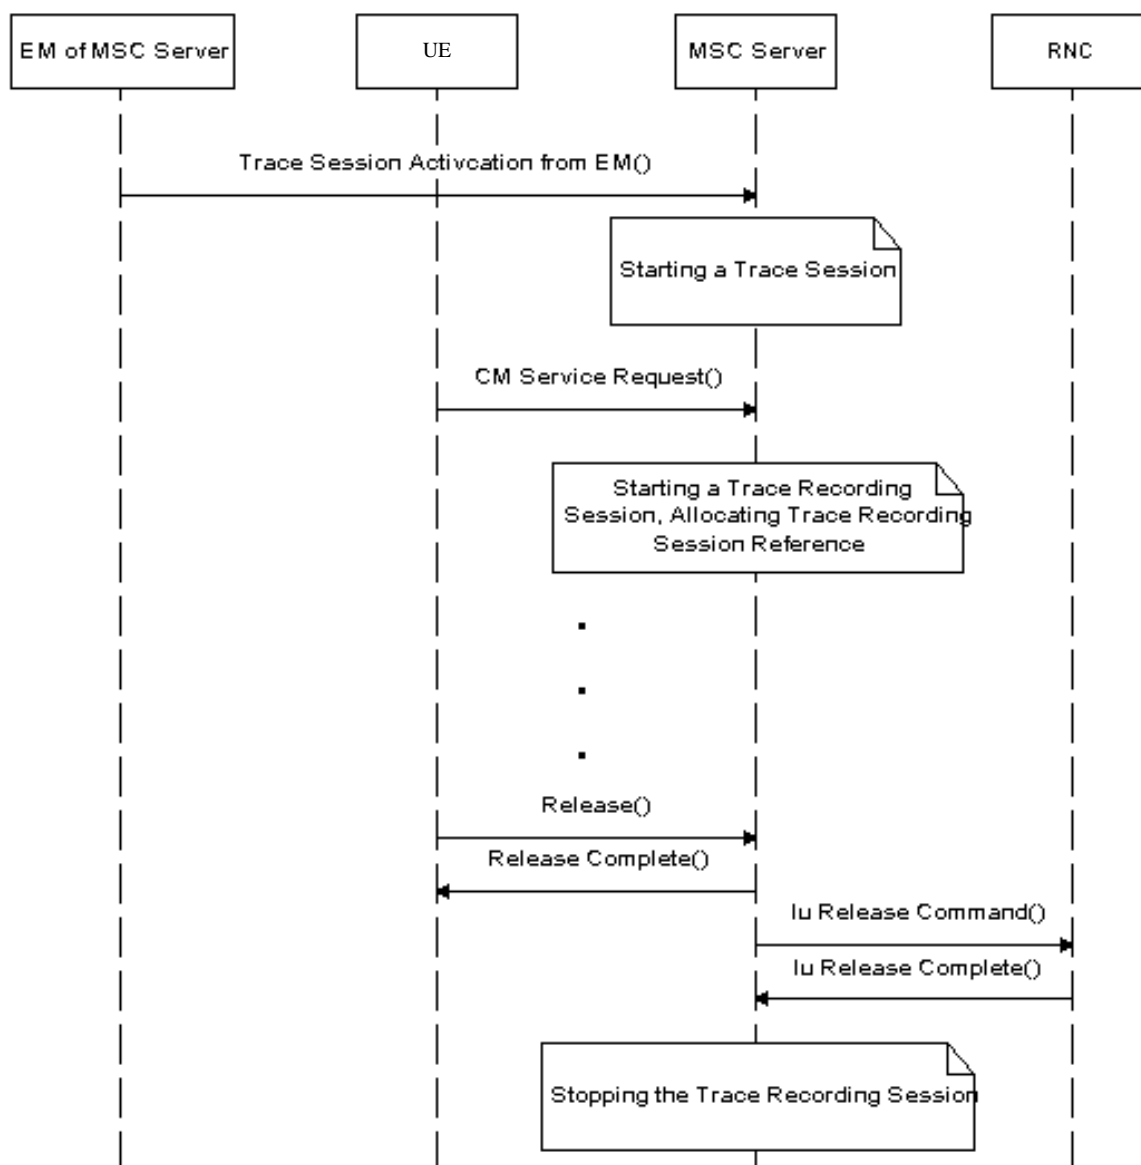 EM of MSC Server
UE
MSC Server
RNC
Trace Session Activcation from EM()
Starting a Trace Session
CM Service Request()
Starting a Trace Recording
Session, Allocating Trace Recording
Session Reference
Release()
Release Complete()
Iu Release Command()
Iu Release Complete()
Stopping the Trace Recording Session